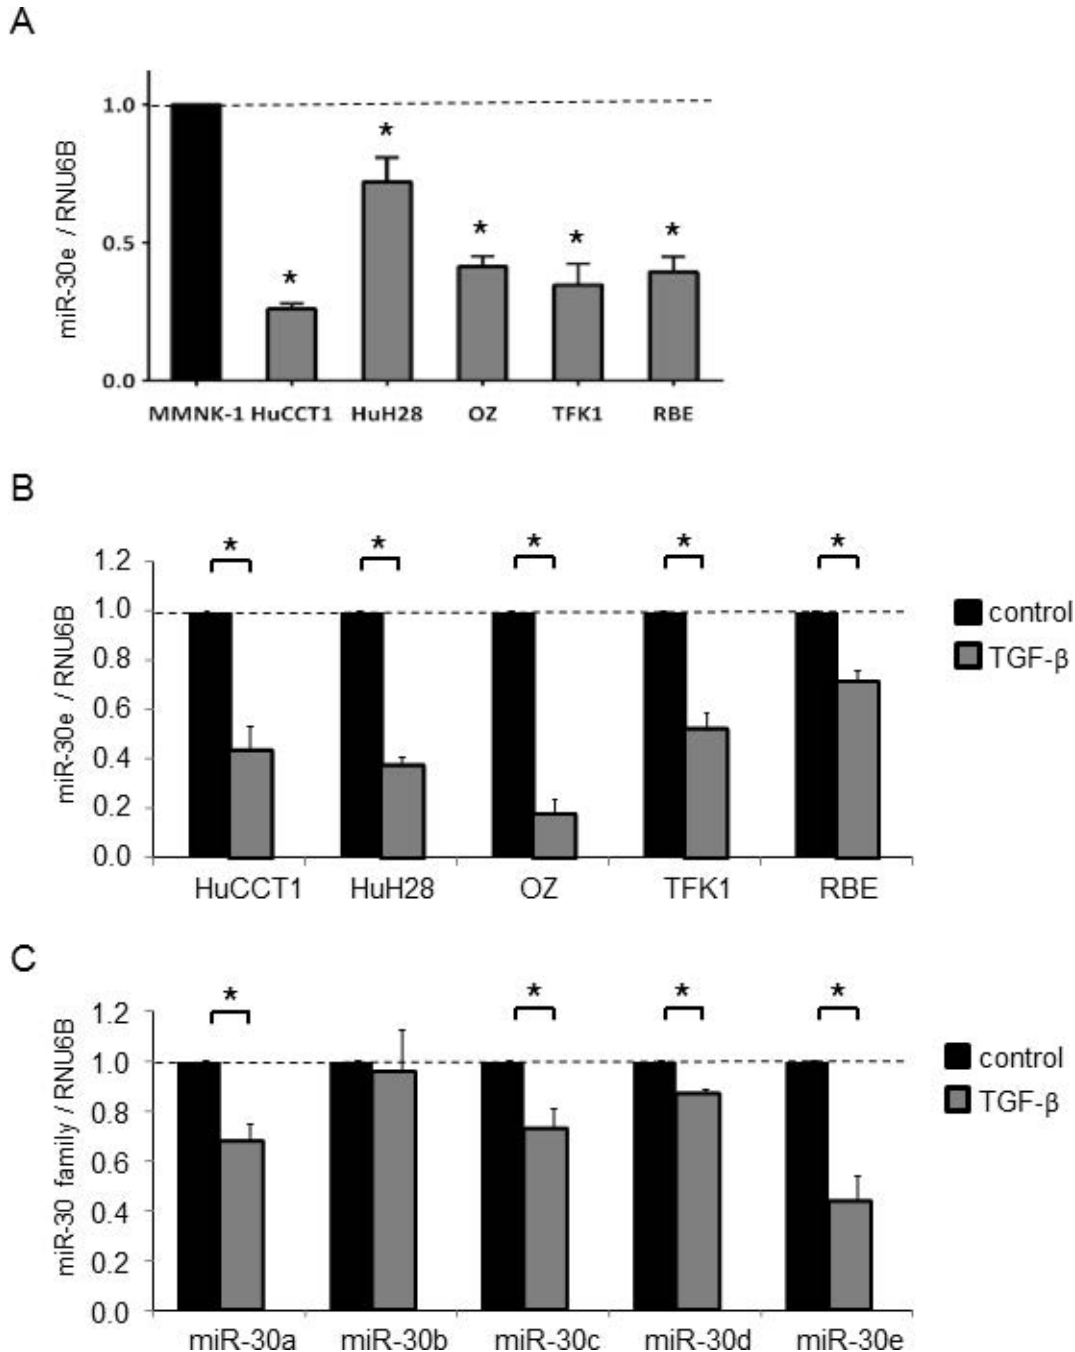 A
miR-30e / RNU6B
1.0
0.5
0.0
*
*
*
*
*
MMNK-1 HuCCT1 HuH28 OZ TFK1 RBE
B
miR-30e / RNU6B
1.2
1.0
0.8
0.6
0.4
0.2
0.0
* * * * *
HuCCT1 HuH28 OZ TFK1 RBE
control
TGF-β
C
miR-30 family / RNU6B
1.2
1.0
0.8
0.6
0.4
0.2
0.0
* * * *
miR-30a miR-30b miR-30c miR-30d miR-30e
control
TGF-β